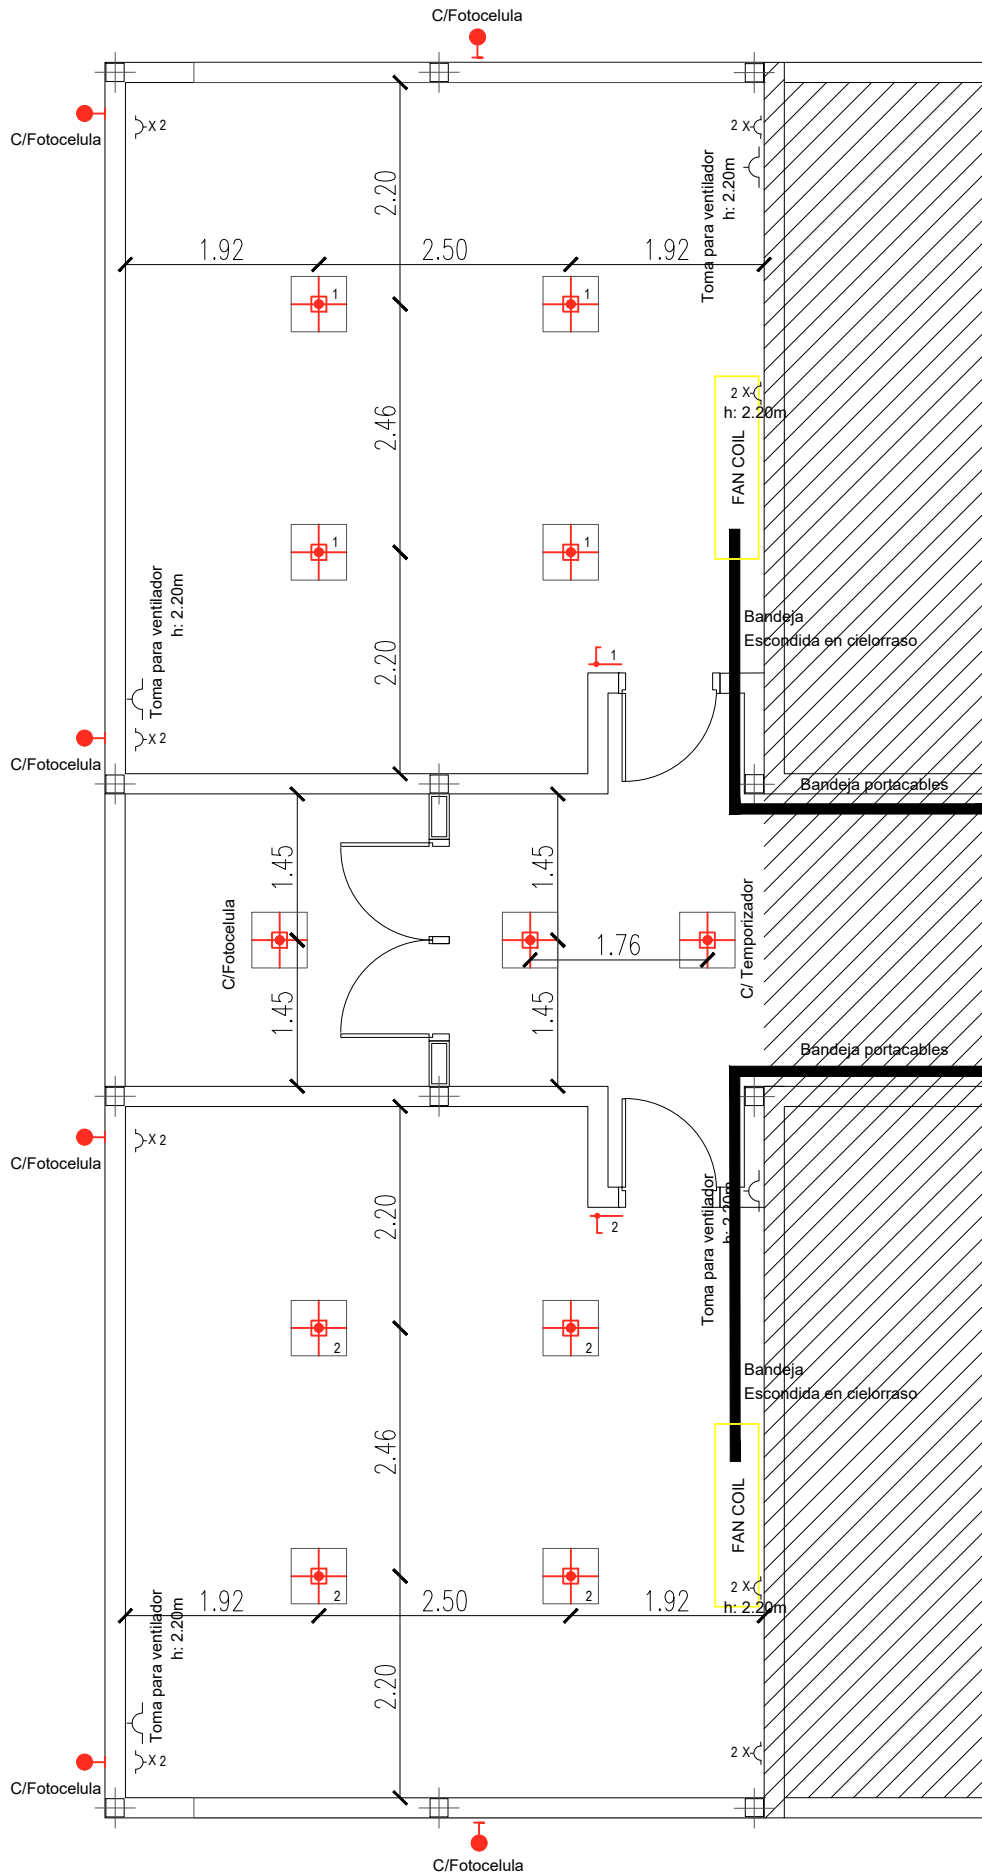 C/Fotocelula
C/Fotocelula
X 2
2 X
2.20
Toma para ventilador
h: 2.20m
1.92
2.50
1.92
1
1
2 X
h: 2.20m
2.46
FAN COIL
1
1
Toma para ventilador
h: 2.20m
Bandeja
Escondida en cielorraso
2.20
1
X 2
C/Fotocelula
Bandeja portacables
1.45
1.45
C/Fotocelula
1.76
C/ Temporizador
1.45
1.45
Bandeja portacables
C/Fotocelula
X 2
2.20
Toma para ventilador
h: 2.20m
2
2
2
Bandeja
Escondida en cielorraso
2.46
FAN COIL
2
2
2 X
h: 2.20m
1.92
2.50
1.92
Toma para ventilador
h: 2.20m
2.20
X 2
2 X
C/Fotocelula
C/Fotocelula